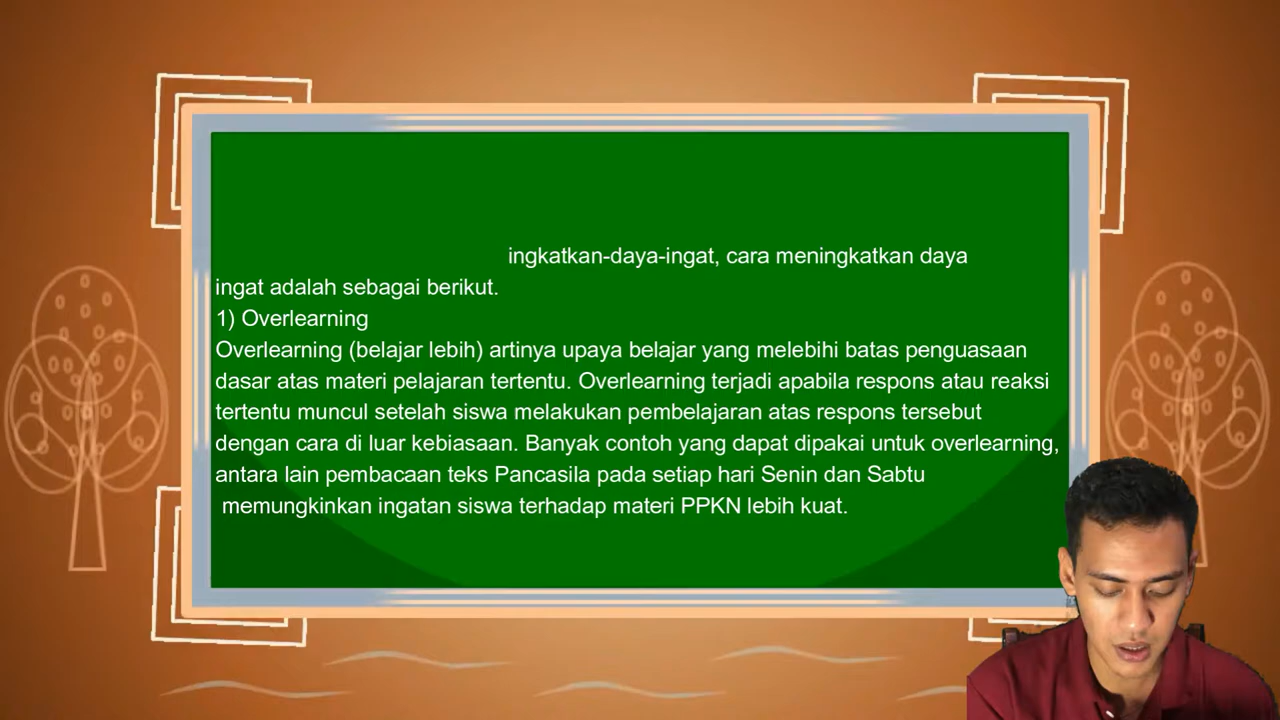 ingkatkan-daya-ingat, cara meningkatkan daya
ingat adalah sebagai berikut.
1) Overlearning
Overlearning (belajar lebih) artinya upaya belajar yang melebihi batas penguasaan
dasar atas materi pelajaran tertentu. Overlearning terjadi apabila respons atau reaksi
tertentu muncul setelah siswa melakukan pembelajaran atas respons tersebut
dengan cara di luar kebiasaan. Banyak contoh yang dapat dipakai untuk overlearning,
antara lain pembacaan teks Pancasila pada setiap hari Senin dan Sabtu
memungkinkan ingatan siswa terhadap materi PPKN lebih kuat.